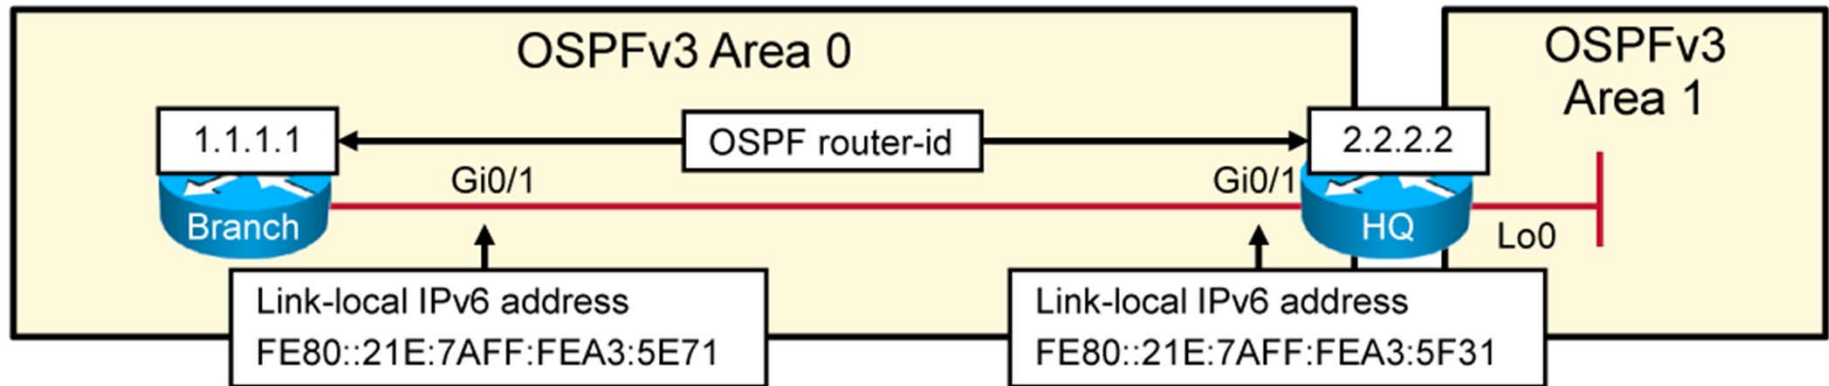 OSPFv3 Area 0
OSPFv3
Area 1
1.1.1.1
OSPF router-id
2.2.2.2
Gi0/1
Gi0/1
Branch
HQ
Lo0
Link-local IPv6 address
FE80::21E:7AFF:FEA3:5E71
Link-local IPv6 address
FE80::21E:7AFF:FEA3:5F31